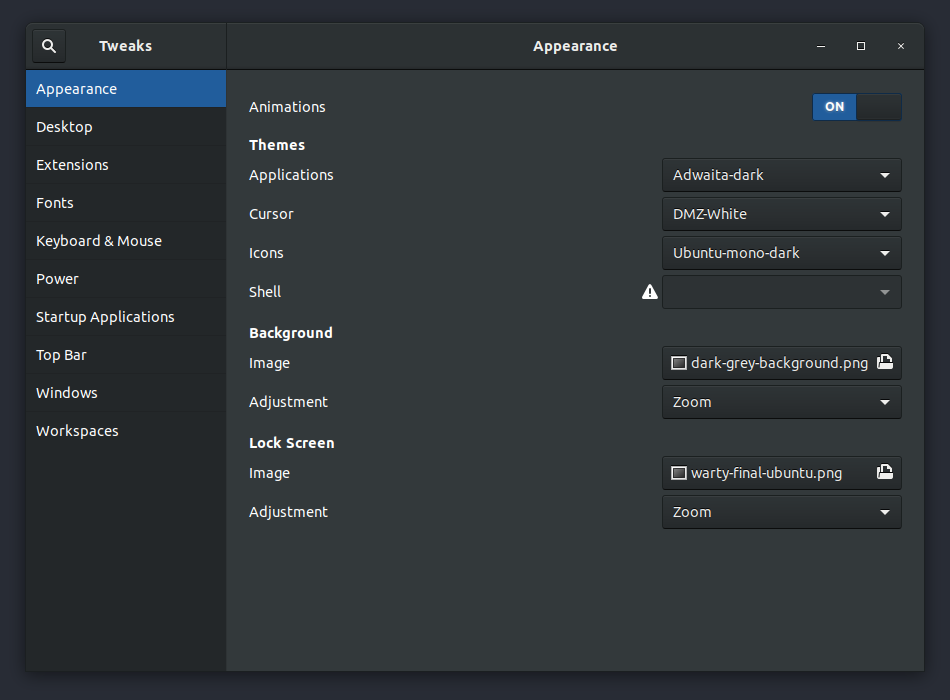 Tweaks
Appearance
Appearance
Desktop
Extensions
Fonts
Keyboard & Mouse
Power
Startup Applications
Top Bar
Windows
Workspaces
Animations ON
Themes
Applications Adwaita-dark
Cursor DMZ-White
Icons Ubuntu-mono-dark
Shell
Background
Image dark-grey-background.png
Adjustment Zoom
Lock Screen
Image warty-final-ubuntu.png
Adjustment Zoom